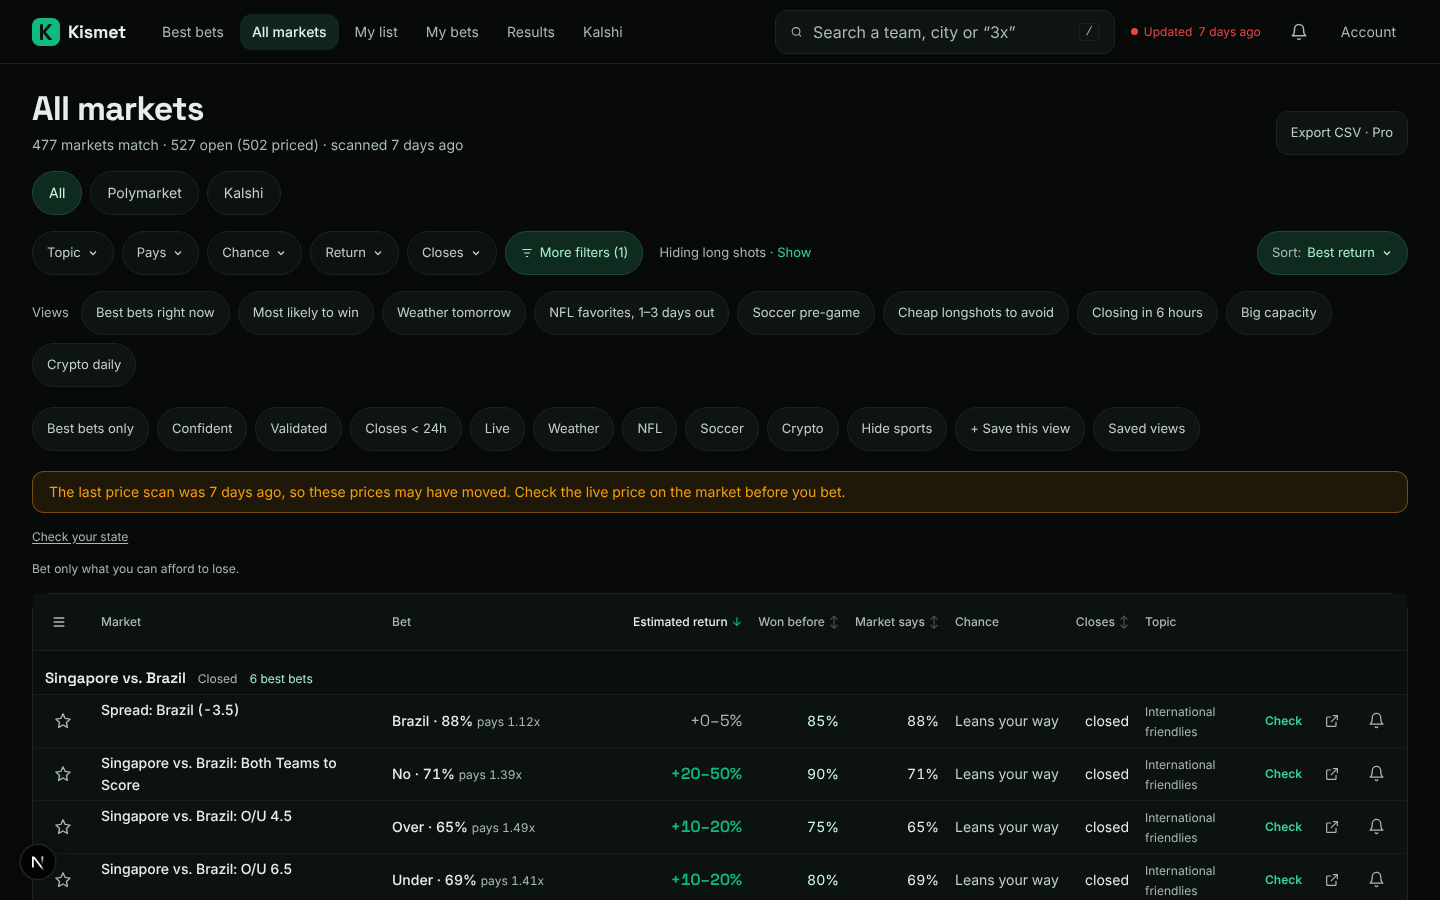 K Kismet Best bets All markets My list My bets Results Kalshi Search a team, city or “3x” / Updated 7 days ago Account
All markets
477 markets match · 527 open (502 priced) · scanned 7 days ago
Export CSV · Pro
All Polymarket Kalshi
Topic Pays Chance Return Closes More filters (1) Hiding long shots · Show Sort: Best return
Views Best bets right now Most likely to win Weather tomorrow NFL favorites, 1–3 days out Soccer pre-game Cheap longshots to avoid Closing in 6 hours Big capacity
Crypto daily
Best bets only Confident Validated Closes < 24h Live Weather NFL Soccer Crypto Hide sports + Save this view Saved views
The last price scan was 7 days ago, so these prices may have moved. Check the live price on the market before you bet.
Check your state
Bet only what you can afford to lose.
Market Bet Estimated return ↓ Won before Market says Chance Closes Topic
Singapore vs. Brazil Closed 6 best bets
Spread: Brazil (-3.5) Brazil · 88% pays 1.12x +0–5% 85% 88% Leans your way closed International friendlies Check
Singapore vs. Brazil: Both Teams to Score No · 71% pays 1.39x +20–50% 90% 71% Leans your way closed International friendlies Check
Singapore vs. Brazil: O/U 4.5 Over · 65% pays 1.49x +10–20% 75% 65% Leans your way closed International friendlies Check
Singapore vs. Brazil: O/U 6.5 Under · 69% pays 1.41x +10–20% 80% 69% Leans your way closed International friendlies Check
N